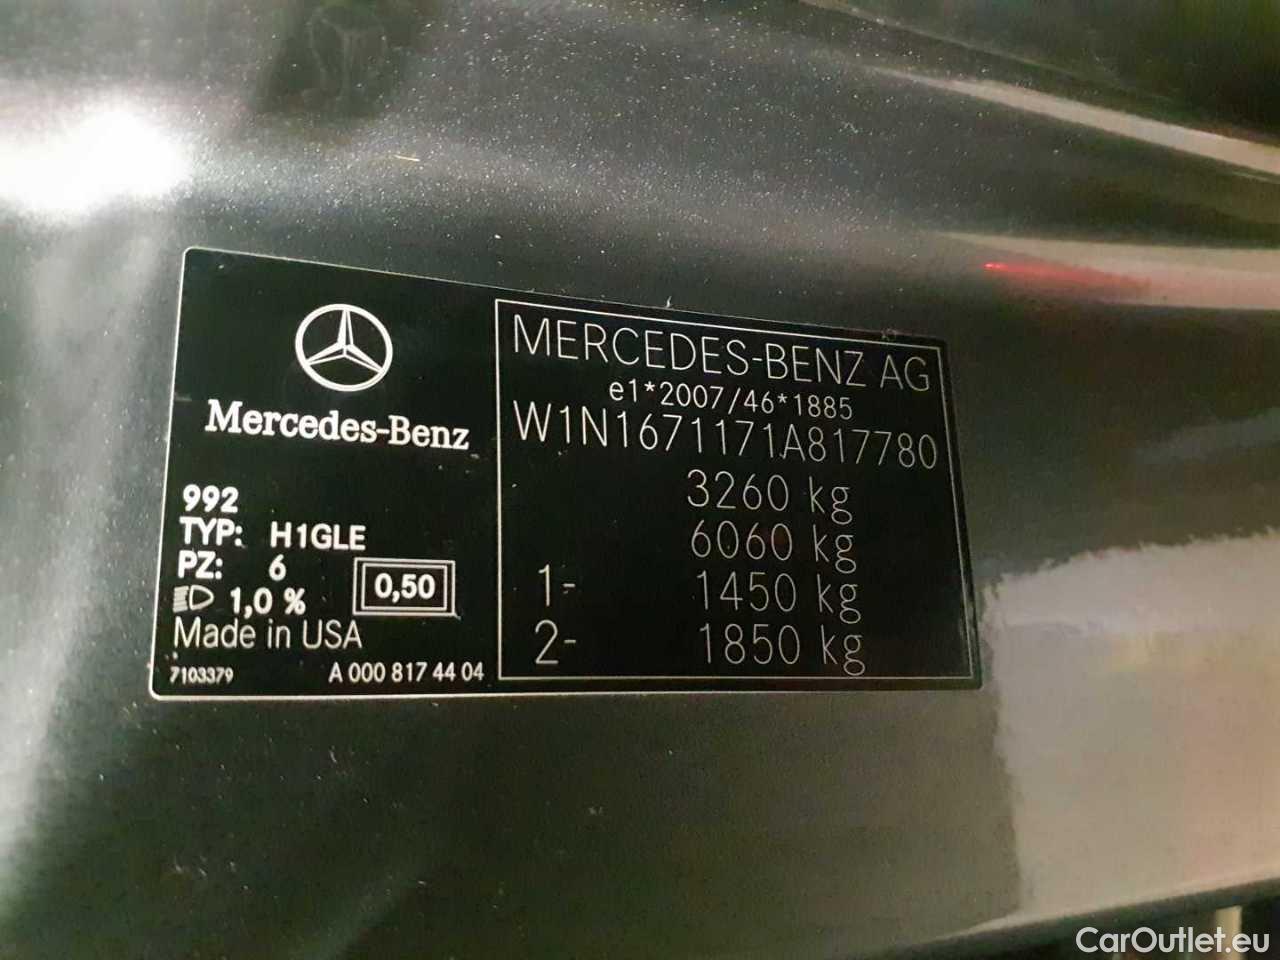 Mercedes-Benz
992
TYP: H1GLE
PZ: 6
1,0 %
0,50
Made in USA
7103379
A 000 817 44 04
MERCEDES-BENZ AG
e1*2007/46*1885
W1N1671171A817780
3260 kg
6060 kg
1- 1450 kg
2- 1850 kg
CarOutlet.eu